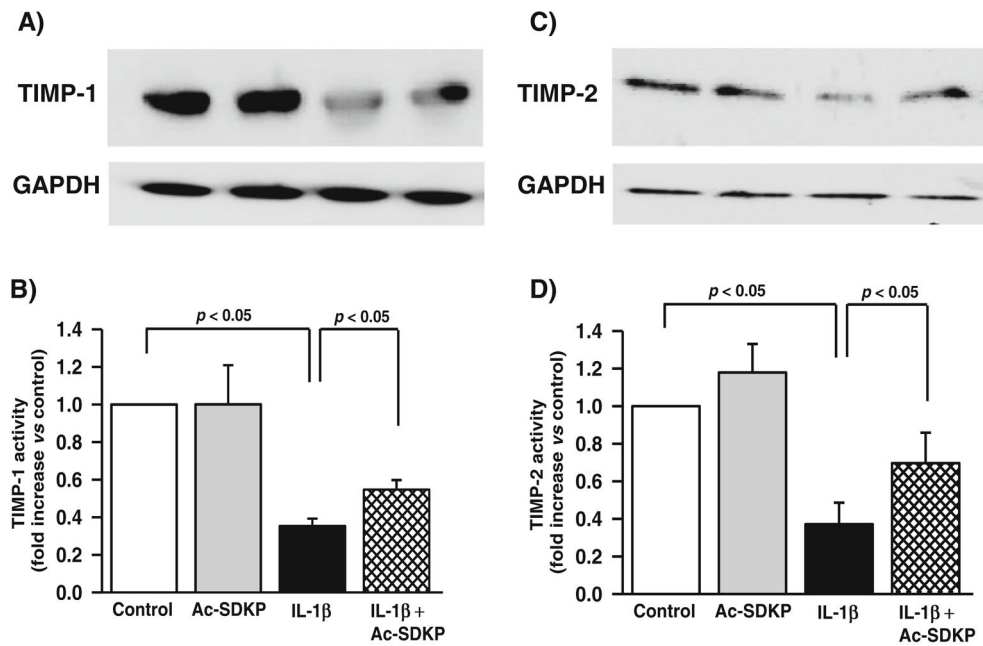 A)
TIMP-1
GAPDH
B)
p < 0.05
p < 0.05
TIMP-1 activity
(fold increase vs control)
1.4
1.2
1.0
0.8
0.6
0.4
0.2
0.0
Control
Ac-SDKP
IL-1β
IL-1β +
Ac-SDKP
C)
TIMP-2
GAPDH
D)
p < 0.05
p < 0.05
TIMP-2 activity
(fold increase vs control)
1.4
1.2
1.0
0.8
0.6
0.4
0.2
0.0
Control
Ac-SDKP
IL-1β
IL-1β +
Ac-SDKP